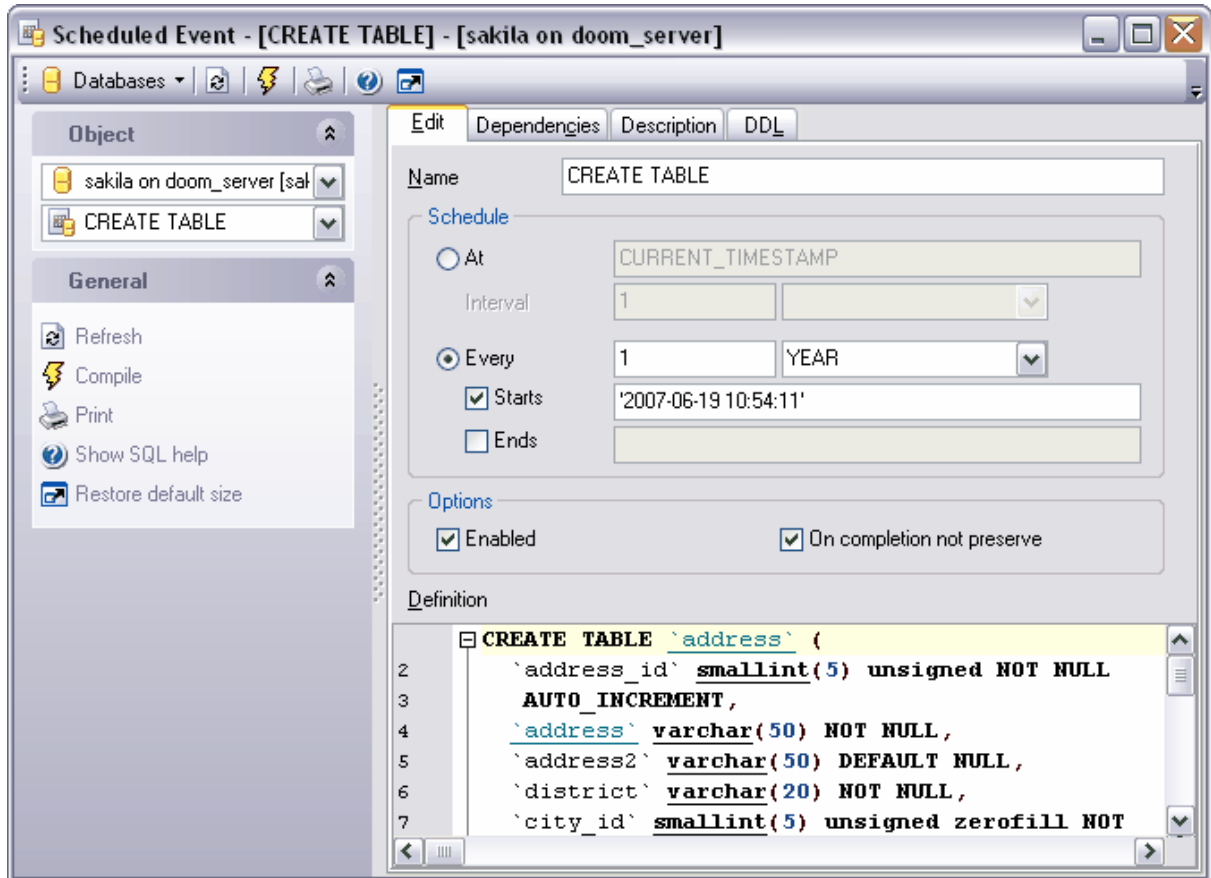 Scheduled Event - [CREATE TABLE] - [sakila on doom_server]
Databases
Object
sakila on doom_server [sak
CREATE TABLE
General
Refresh
Compile
Print
Show SQL help
Restore default size
Edit Dependencies Description DDL
Name CREATE TABLE
Schedule
At CURRENT_TIMESTAMP
Interval 1
Every 1 YEAR
Starts '2007-06-19 10:54:11'
Ends
Options
Enabled On completion not preserve
Definition
CREATE TABLE `address` (
2 `address_id` smallint(5) unsigned NOT NULL
3 AUTO_INCREMENT,
4 `address` varchar(50) NOT NULL,
5 `address2` varchar(50) DEFAULT NULL,
6 `district` varchar(20) NOT NULL,
7 `city_id` smallint(5) unsigned zerofill NOT